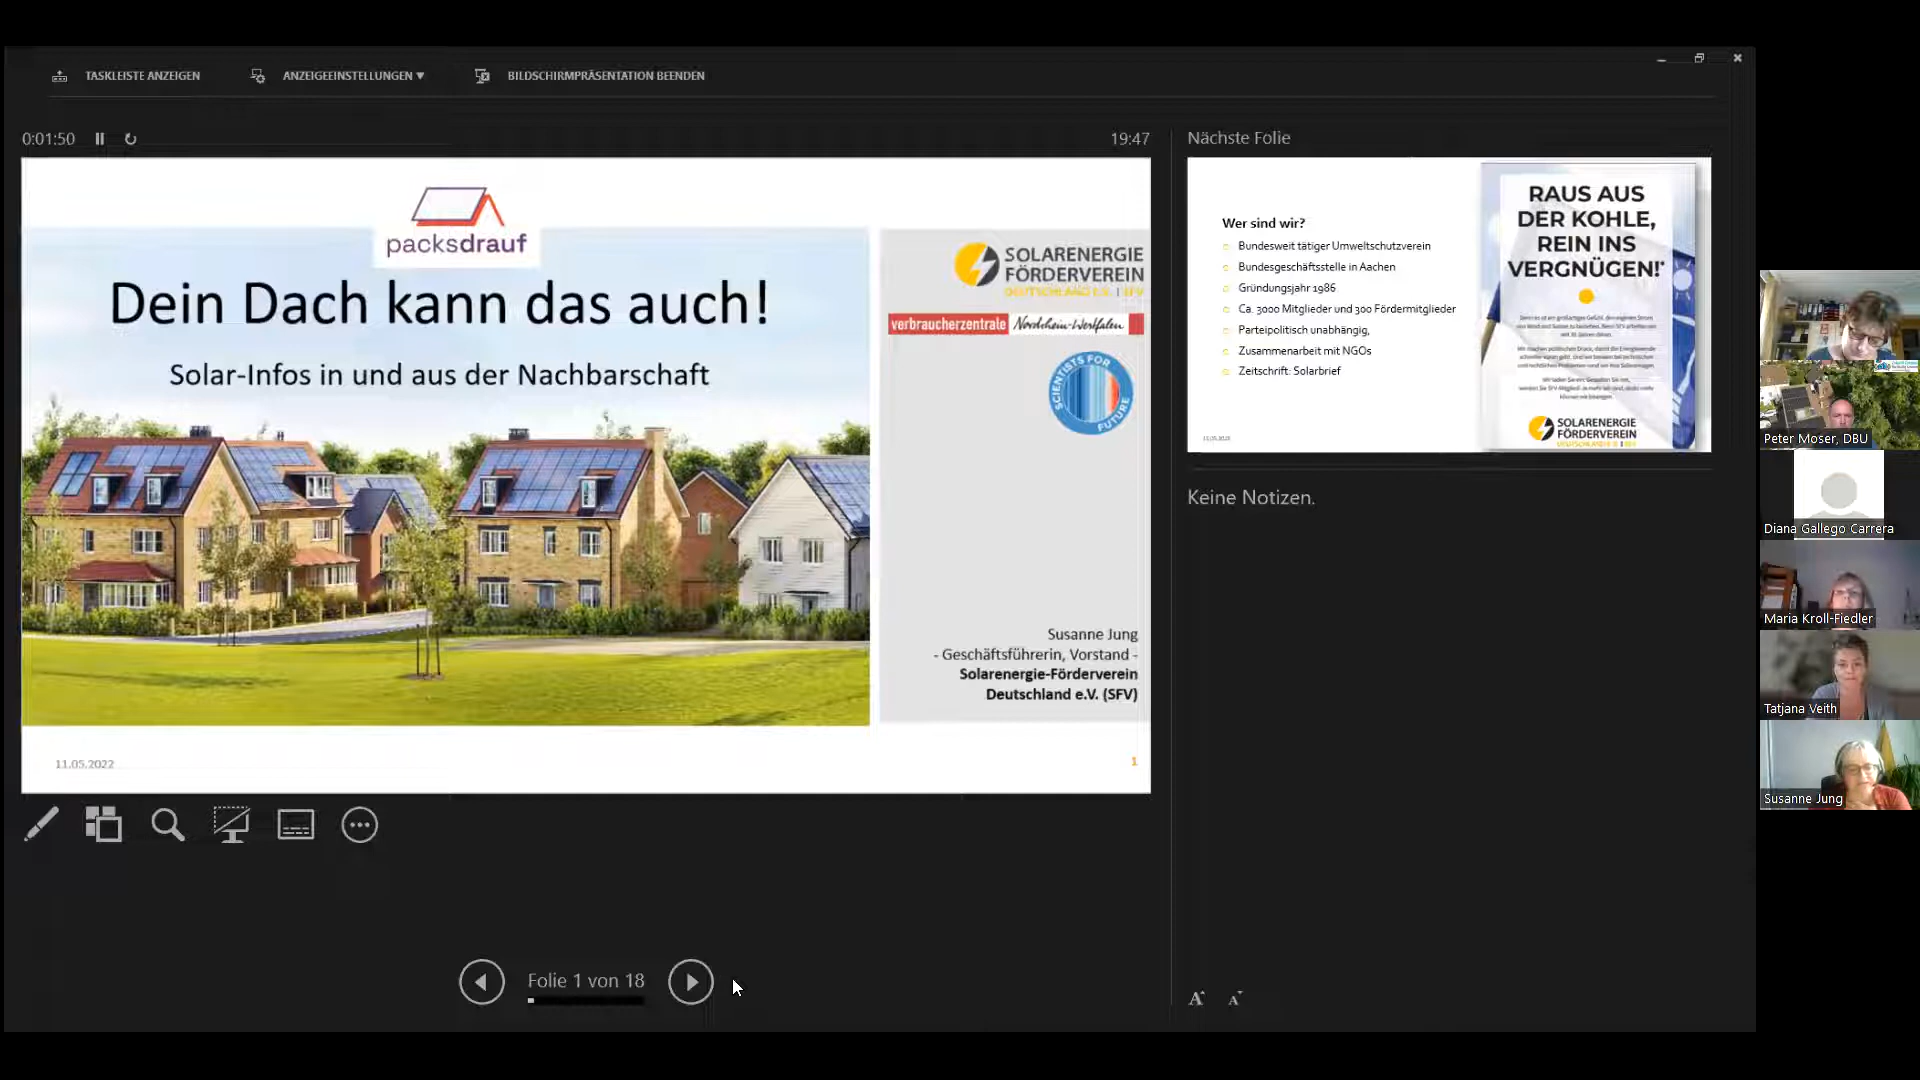 TASKLEISTE ANZEIGEN
ANZEIGEEINSTELLUNGEN ▼
BILDSCHIRMPRÄSENTATION BEENDEN
0:01:50
19:47
packsdrauf
Dein Dach kann das auch!
Solar-Infos in und aus der Nachbarschaft
SOLARENERGIE
FÖRDERVEREIN
DEUTSCHLAND E.V. | SFV
verbraucherzentrale Nordrhein-Westfalen
SCIENTISTS FOR FUTURE
Susanne Jung
- Geschäftsführerin, Vorstand -
Solarenergie-Förderverein
Deutschland e.V. (SFV)
11.05.2022
1
Folie 1 von 18
Nächste Folie
Wer sind wir?
Bundesweit tätiger Umweltschutzverein
Bundesgeschäftsstelle in Aachen
Gründungsjahr 1986
Ca. 3000 Mitglieder und 300 Fördermitglieder
Parteipolitisch unabhängig,
Zusammenarbeit mit NGOs
Zeitschrift: Solarbrief
RAUS AUS
DER KOHLE,
REIN INS
VERGNÜGEN!*
SOLARENERGIE
FÖRDERVEREIN
DEUTSCHLAND E.V. | SFV
Keine Notizen.
Peter Moser, DBU
Diana Gallego Carrera
Maria Kroll-Fiedler
Tatjana Veith
Susanne Jung